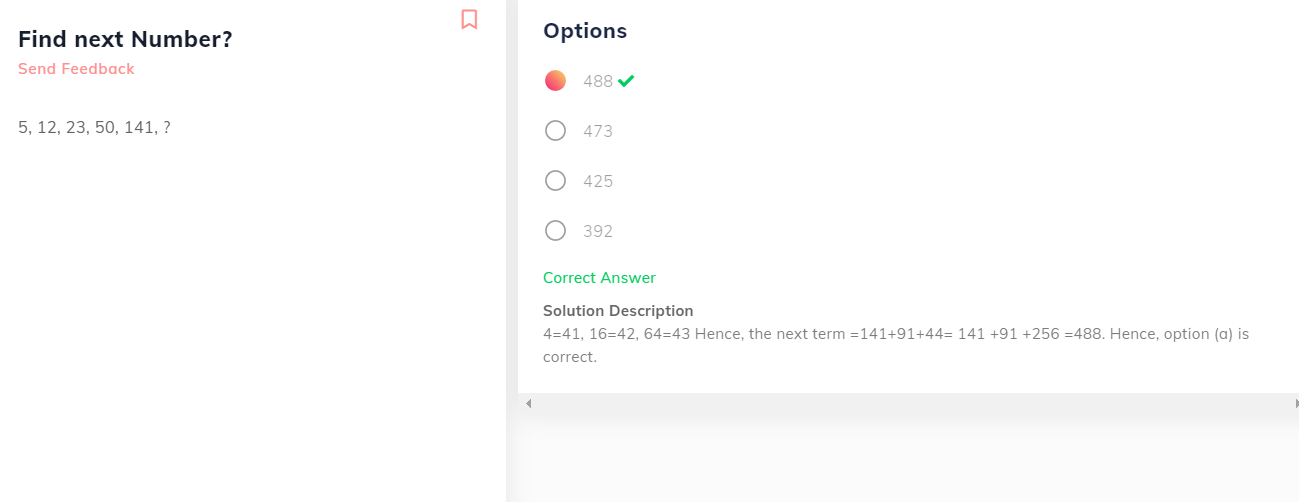 Find next Number?
Send Feedback
5, 12, 23, 50, 141, ?
Options
488
473
425
392
Correct Answer
Solution Description
4=41, 16=42, 64=43 Hence, the next term =141+91+44= 141 +91 +256 =488. Hence, option (a) is
correct.